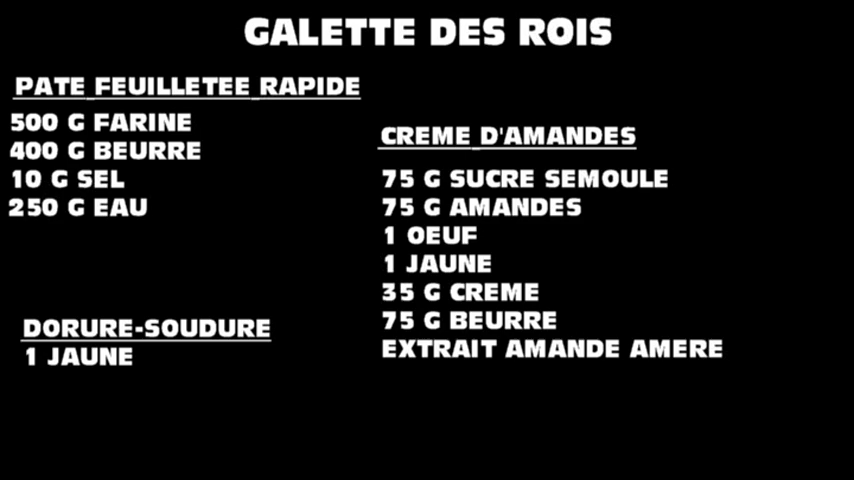 GALETTE DES ROIS
PATE FEUILLETEE RAPIDE
500 G FARINE
400 G BEURRE
10 G SEL
250 G EAU
DORURE-SOUDURE
1 JAUNE
CREME D'AMANDES
75 G SUCRE SEMOULE
75 G AMANDES
1 OEUF
1 JAUNE
35 G CREME
75 G BEURRE
EXTRAIT AMANDE AMERE